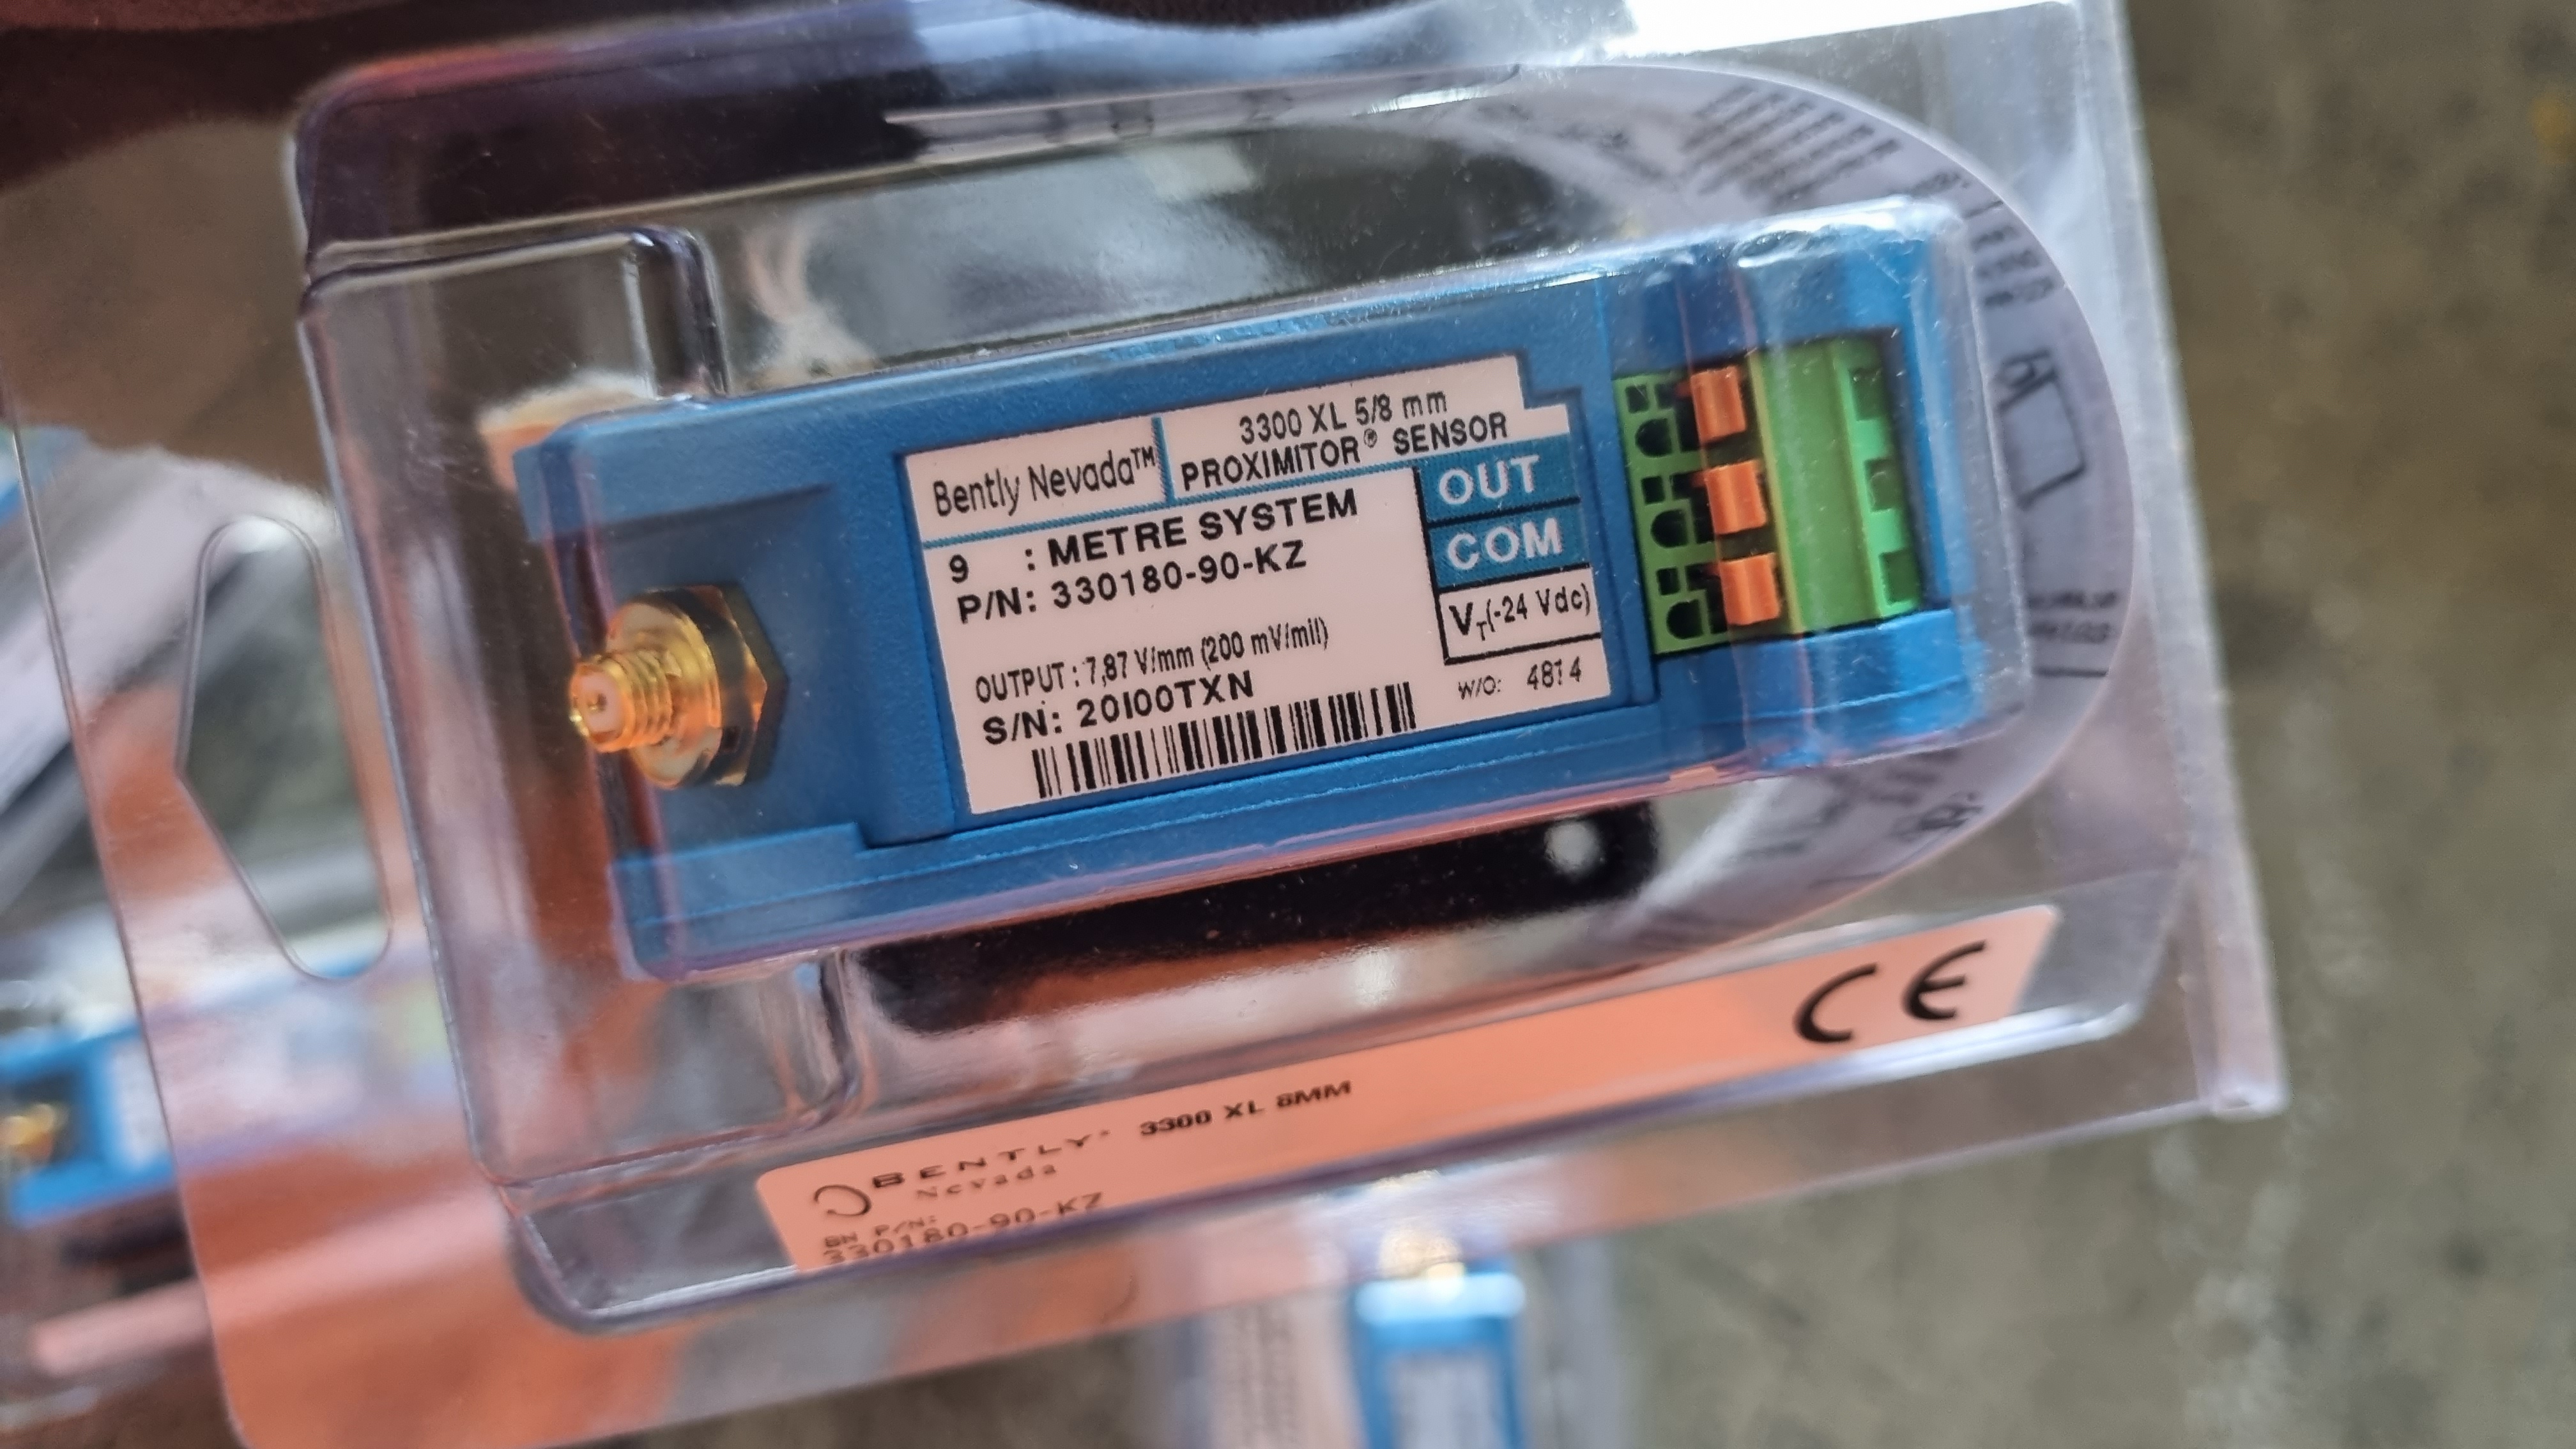 BENTLY
Nevada
3300 XL 8MM
BN P/N:
330180-90-KZ
CE
Bently Nevada™
3300 XL 5/8 mm
PROXIMITOR® SENSOR
9 : METRE SYSTEM
P/N: 330180-90-KZ
OUTPUT : 7,87 V/mm (200 mV/mil)
S/N: 20I00TXN
OUT
COM
VT(-24 Vdc)
W/O: 4814